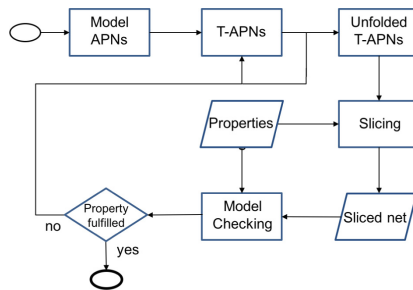 Model
APNs
T-APNs
Unfolded
T-APNs
Properties
Slicing
Property
fulfilled
Model
Checking
Sliced net
no
yes